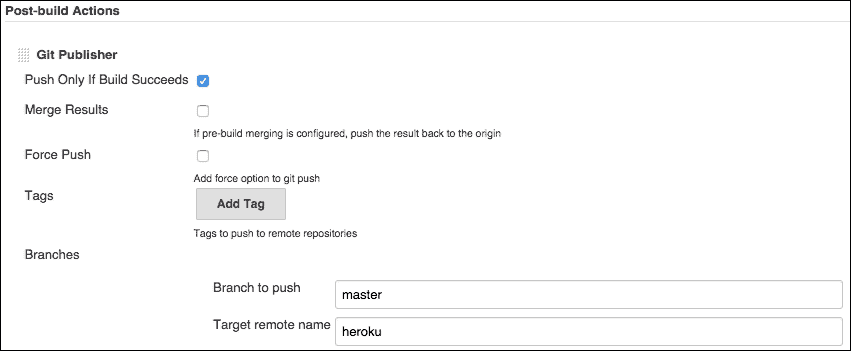 Post-build Actions
Git Publisher
Push Only If Build Succeeds
Merge Results
If pre-build merging is configured, push the result back to the origin
Force Push
Add force option to git push
Tags
Add Tag
Tags to push to remote repositories
Branches
Branch to push master
Target remote name heroku